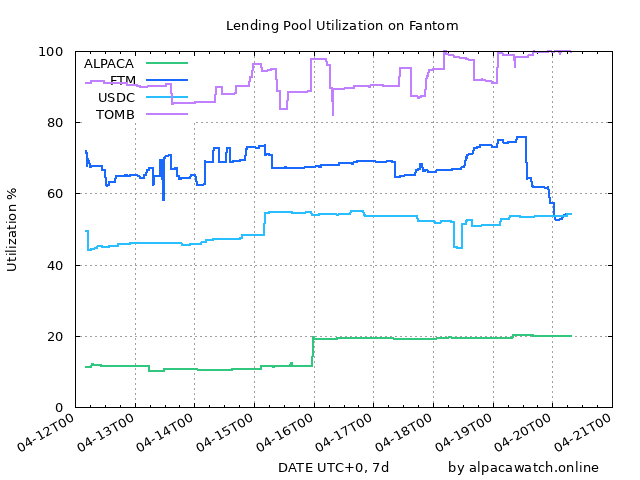 Lending Pool Utilization on Fantom
Utilization %
100
80
60
40
20
0
ALPACA
FTM
USDC
TOMB
04-12T00
04-13T00
04-14T00
04-15T00
04-16T00
04-17T00
04-18T00
04-19T00
04-20T00
04-21T00
DATE UTC+0, 7d
by alpacawatch.online